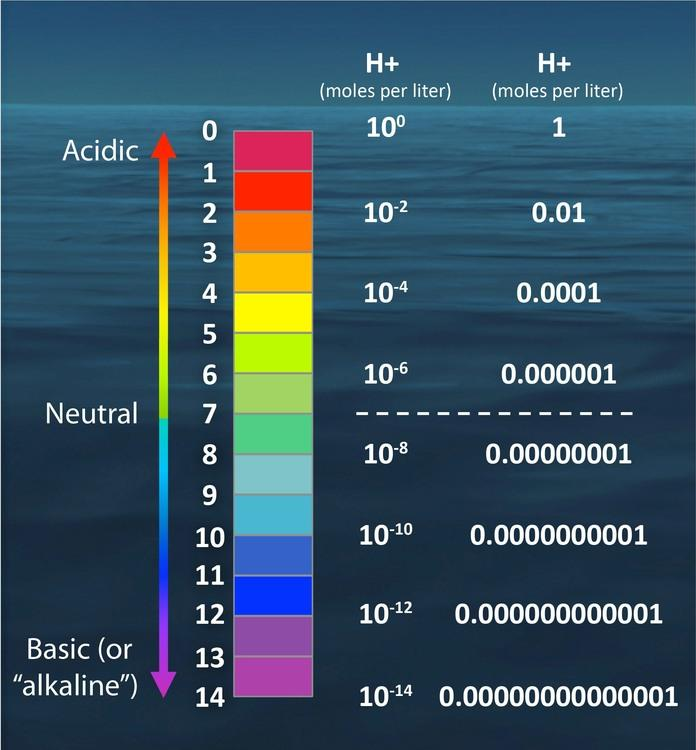 H+ H+
(moles per liter) (moles per liter)
0 10⁰ 1
Acidic
1
2 10⁻² 0.01
3
4 10⁻⁴ 0.0001
5
6 10⁻⁶ 0.000001
Neutral 7
8 10⁻⁸ 0.00000001
9
10 10⁻¹⁰ 0.0000000001
11
12 10⁻¹² 0.000000000001
Basic (or
13
“alkaline”)
14 10⁻¹⁴ 0.00000000000001